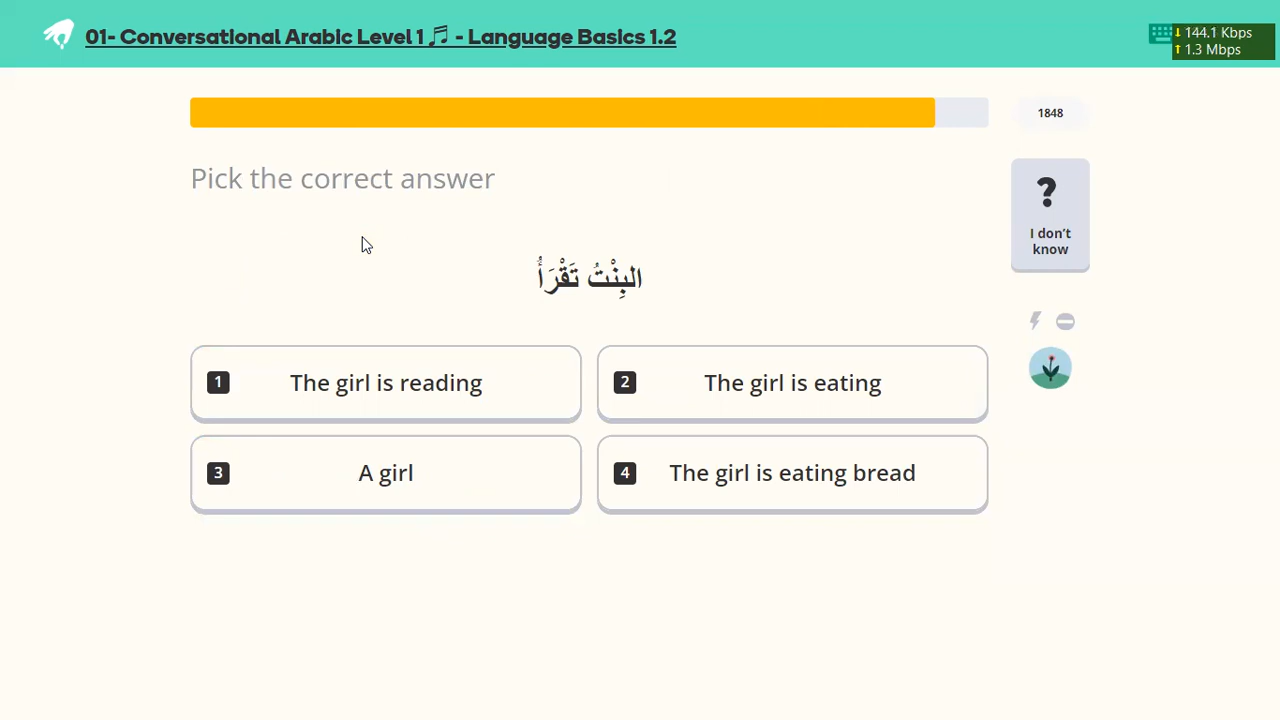 01- Conversational Arabic Level 1 🎵 - Language Basics 1.2
↓ 144.1 Kbps
↑ 1.3 Mbps
1848
Pick the correct answer
?
I don't
know
البِنْتُ تَقْرَأُ
1 The girl is reading
2 The girl is eating
3 A girl
4 The girl is eating bread